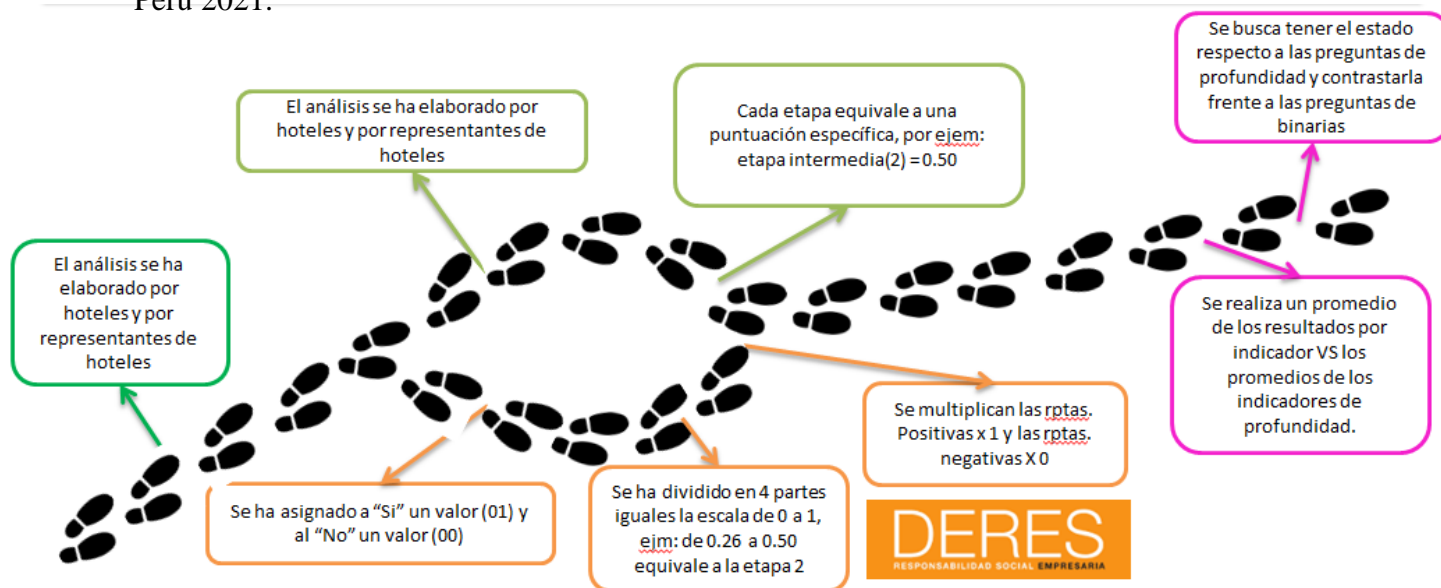 Perú 2021.
Se busca tener el estado
respecto a las preguntas de
profundidad y contrastarla
frente a las preguntas de
binarias
El análisis se ha elaborado por
hoteles y por representantes de
hoteles
Cada etapa equivale a una
puntuación específica, por ejem:
etapa intermedia(2) = 0.50
El análisis se ha
elaborado por
hoteles y por
representantes de
hoteles
Se realiza un promedio
de los resultados por
indicador VS los
promedios de los
indicadores de
profundidad.
Se multiplican las rptas.
Positivas x 1 y las rptas.
negativas X 0
Se ha asignado a “Si” un valor (01) y
al “No” un valor (00)
Se ha dividido en 4 partes
iguales la escala de 0 a 1,
ejm: de 0.26 a 0.50
equivale a la etapa 2
DERES
RESPONSABILIDAD SOCIAL EMPRESARIA